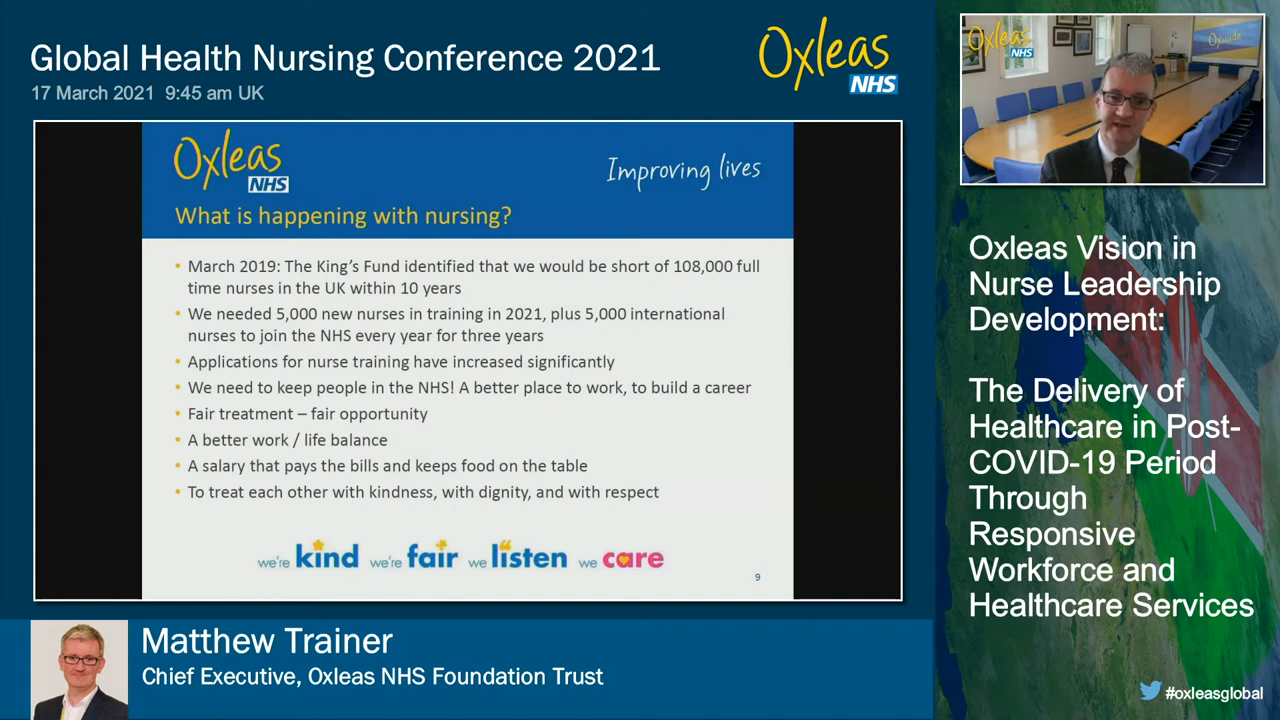 Global Health Nursing Conference 2021
17 March 2021 9:45 am UK
Oxleas
NHS
Oxleas
NHS
Improving lives
What is happening with nursing?
• March 2019: The King's Fund identified that we would be short of 108,000 full
time nurses in the UK within 10 years
• We needed 5,000 new nurses in training in 2021, plus 5,000 international
nurses to join the NHS every year for three years
• Applications for nurse training have increased significantly
• We need to keep people in the NHS! A better place to work, to build a career
• Fair treatment – fair opportunity
• A better work / life balance
• A salary that pays the bills and keeps food on the table
• To treat each other with kindness, with dignity, and with respect
we're kind we're fair we listen we care
9
Matthew Trainer
Chief Executive, Oxleas NHS Foundation Trust
Oxleas
NHS
Oxleas Vision in
Nurse Leadership
Development:
The Delivery of
Healthcare in Post-
COVID-19 Period
Through
Responsive
Workforce and
Healthcare Services
#oxleasglobal